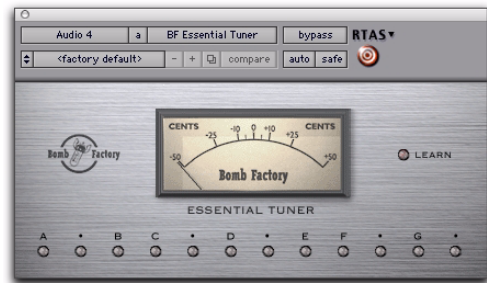 Audio 4 a BF Essential Tuner bypass RTAS
<factory default> - + compare auto safe
CENTS -25 -10 0 +10 +25 CENTS
-50 +50
Bomb Factory
Bomb Factory
LEARN
ESSENTIAL TUNER
A • B C • D • E F • G •